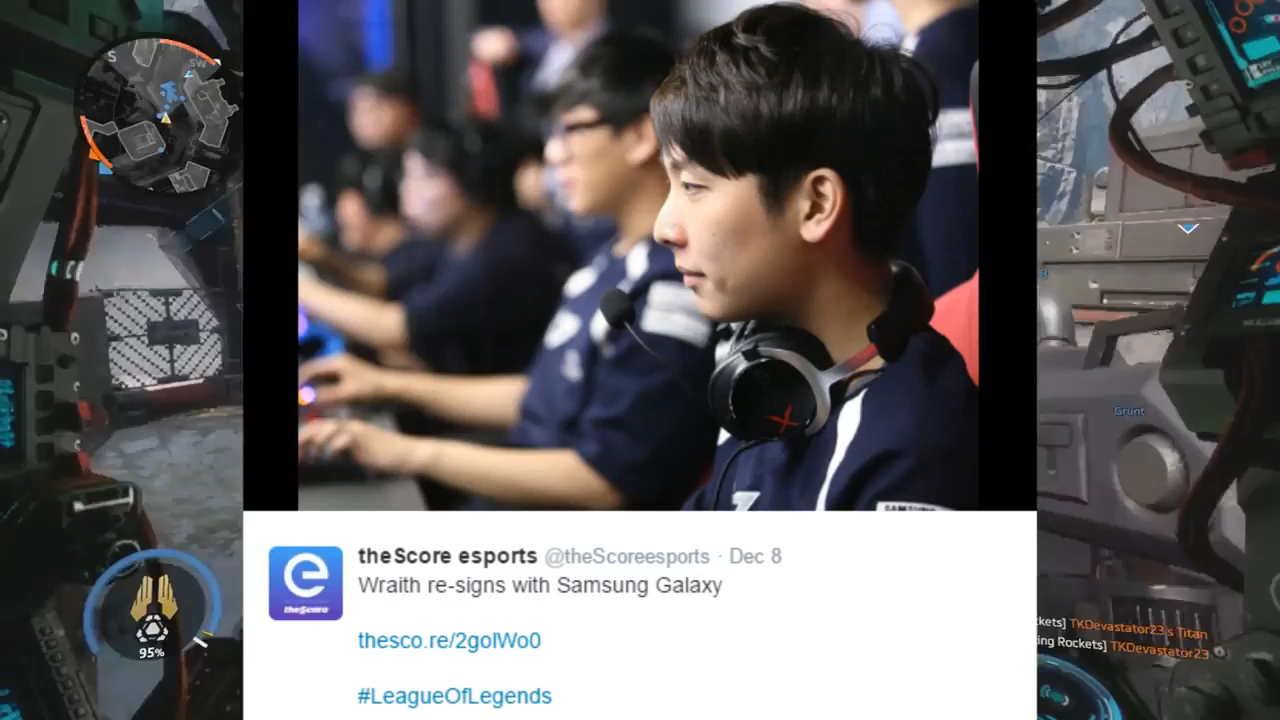 S
SW
SAMSUNG
Grunt
theScore
theScore esports @theScoreesports · Dec 8
Wraith re-signs with Samsung Galaxy
thesco.re/2golWo0
#LeagueOfLegends
kets] TKDevastator23's Titan
ing Rockets] TKDevastator23
95%